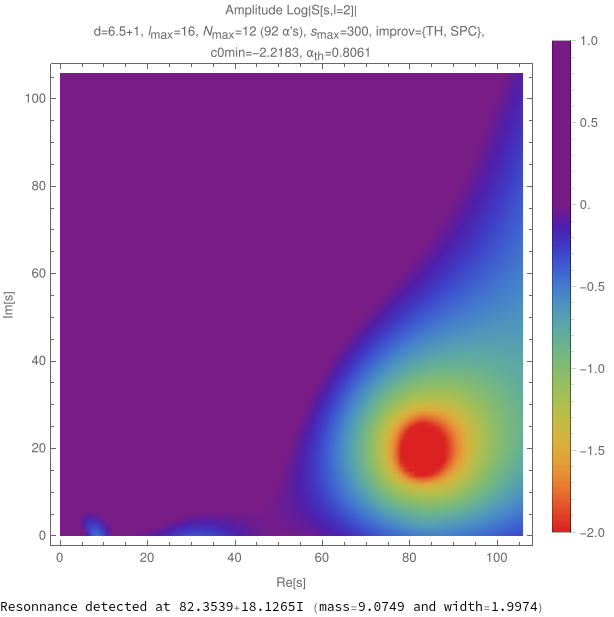 Amplitude Log|S[s,l=2]|
d=6.5+1, lmax=16, Nmax=12 (92 α's), smax=300, improv={TH, SPC},
c0min=−2.2183, αth=0.8061
1.0
0.5
0.
−0.5
−1.0
−1.5
−2.0
100
80
60
40
20
0
Im[s]
0 20 40 60 80 100
Re[s]
Resonnance detected at 82.3539+18.1265I (mass=9.0749 and width=1.9974)